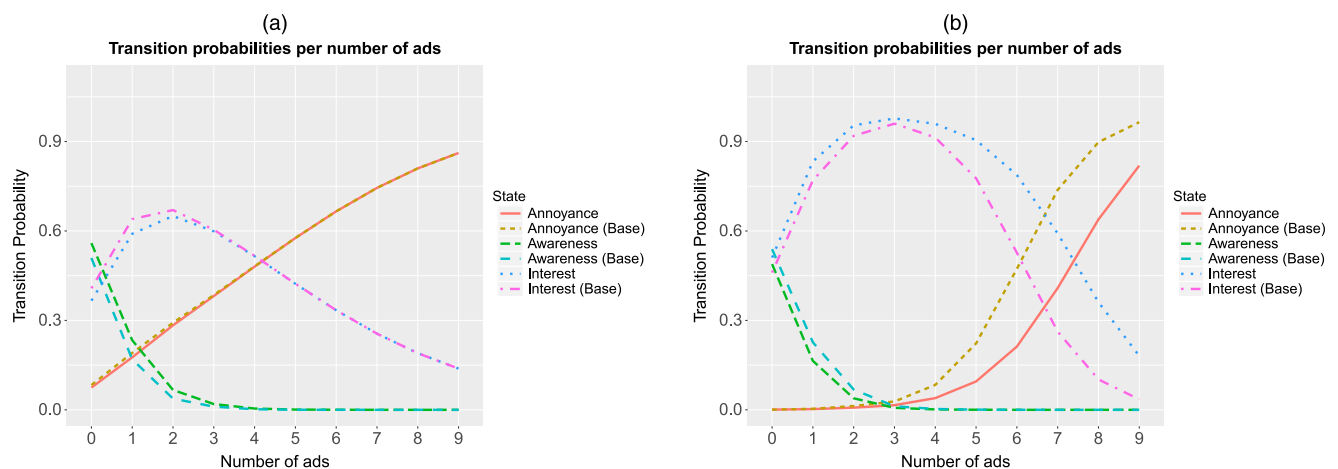 (a)
Transition probabilities per number of ads
Transition Probability
0.9
0.6
0.3
0.0
0 1 2 3 4 5 6 7 8 9
Number of ads
State
Annoyance
Annoyance (Base)
Awareness
Awareness (Base)
Interest
Interest (Base)
(b)
Transition probabilities per number of ads
Transition Probability
0.9
0.6
0.3
0.0
0 1 2 3 4 5 6 7 8 9
Number of ads
State
Annoyance
Annoyance (Base)
Awareness
Awareness (Base)
Interest
Interest (Base)